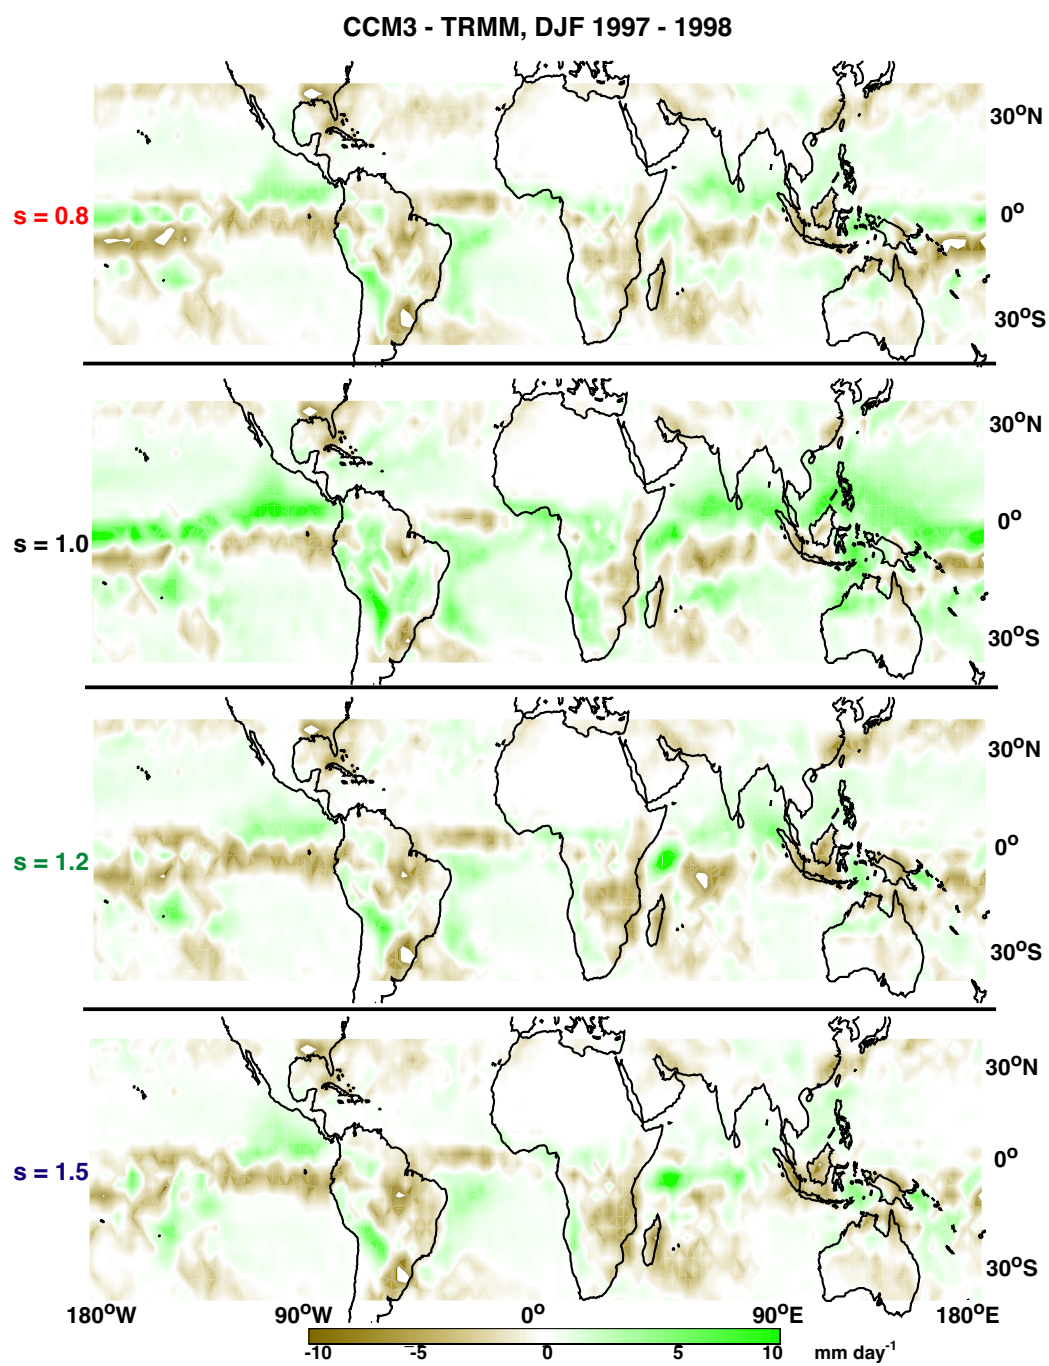 CCM3 - TRMM, DJF 1997 - 1998
30°N
s = 0.8
0°
30°S
30°N
0°
s = 1.0
30°S
30°N
0°
s = 1.2
30°S
30°N
0°
s = 1.5
30°S
180°W 90°W 0° 90°E 180°E
-10 -5 0 5 10 mm day⁻¹